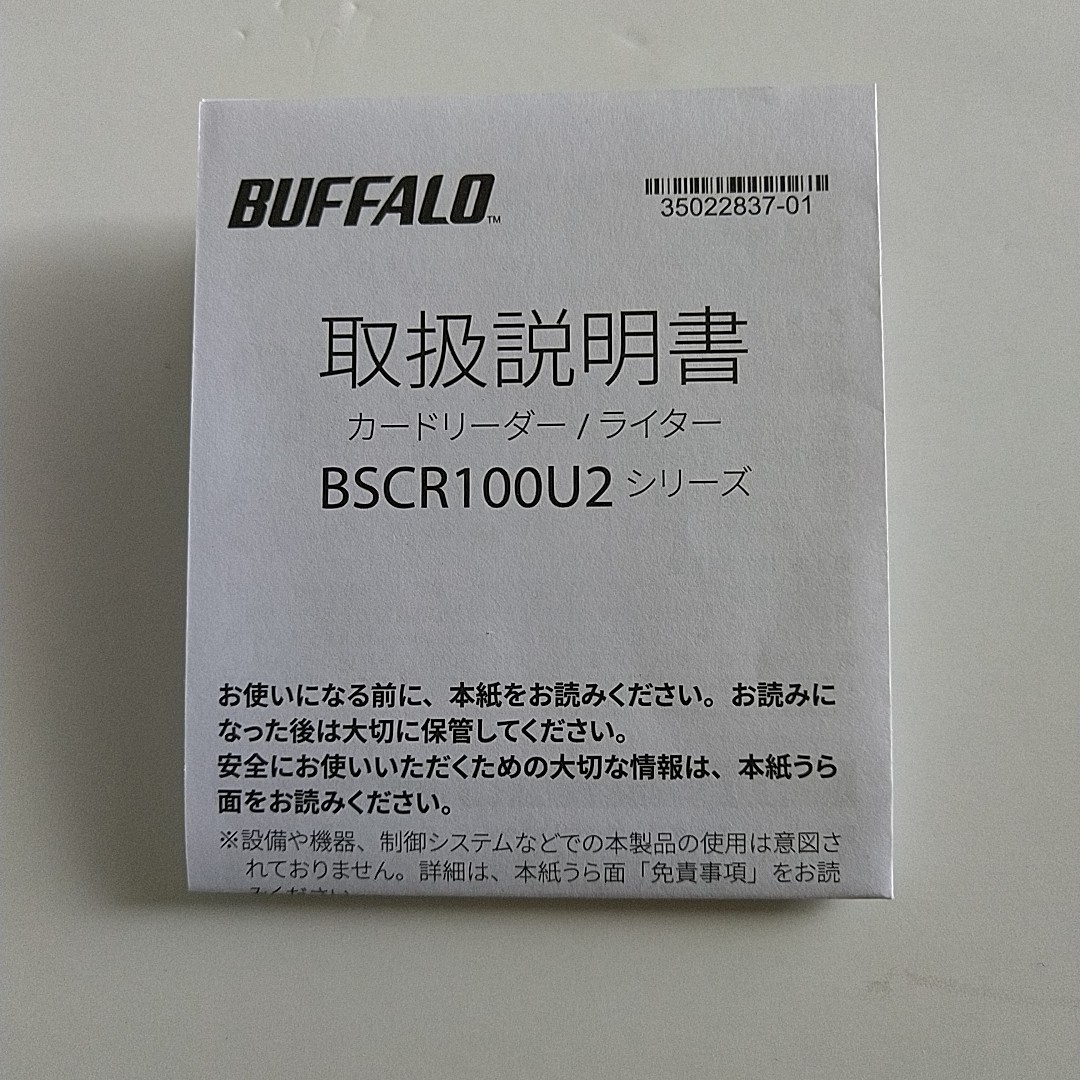 BUFFALO™
35022837-01
取扱説明書
カードリーダー / ライター
BSCR100U2 シリーズ
お使いになる前に、本紙をお読みください。お読みに
なった後は大切に保管してください。
安全にお使いいただくための大切な情報は、本紙うら
面をお読みください。
※設備や機器、制御システムなどでの本製品の使用は意図さ
れておりません。詳細は、本紙うら面「免責事項」をお読
みください。